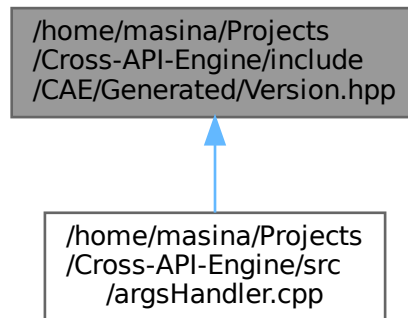 /home/masina/Projects
/Cross-API-Engine/include
/CAE/Generated/Version.hpp
/home/masina/Projects
/Cross-API-Engine/src
/argsHandler.cpp